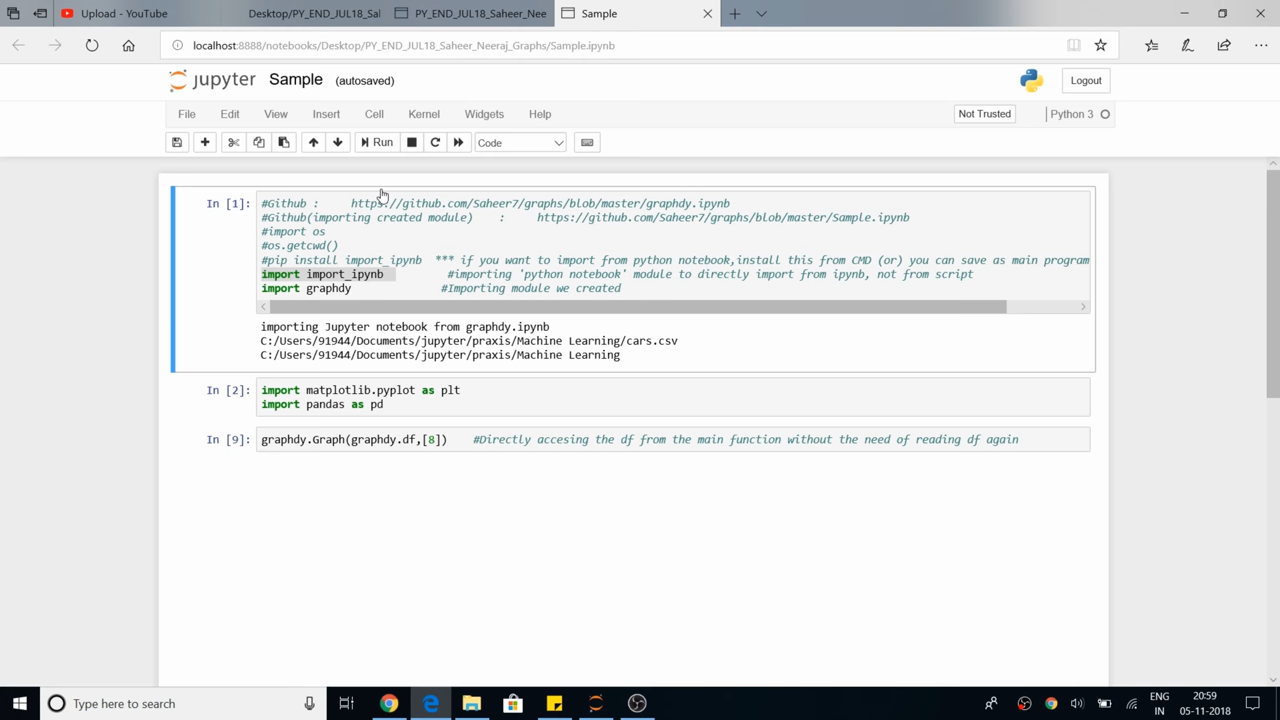 Upload - YouTube
Desktop/PY_END_JUL18_Sal
PY_END_JUL18_Saheer_Nee
Sample
localhost:8888/notebooks/Desktop/PY_END_JUL18_Saheer_Neeraj_Graphs/Sample.ipynb
jupyter Sample (autosaved)
Logout
File Edit View Insert Cell Kernel Widgets Help
Not Trusted
Python 3
Run
Code
In [1]: #Github : https://github.com/Saheer7/graphs/blob/master/graphdy.ipynb
#Github(importing created module) : https://github.com/Saheer7/graphs/blob/master/Sample.ipynb
#import os
#os.getcwd()
#pip install import_ipynb *** if you want to import from python notebook,install this from CMD (or) you can save as main program
import import_ipynb #importing 'python notebook' module to directly import from ipynb, not from script
import graphdy #Importing module we created
importing Jupyter notebook from graphdy.ipynb
C:/Users/91944/Documents/jupyter/praxis/Machine Learning/cars.csv
C:/Users/91944/Documents/jupyter/praxis/Machine Learning
In [2]: import matplotlib.pyplot as plt
import pandas as pd
In [9]: graphdy.Graph(graphdy.df,[8]) #Directly accesing the df from the main function without the need of reading df again
Type here to search
ENG
IN
20:59
05-11-2018